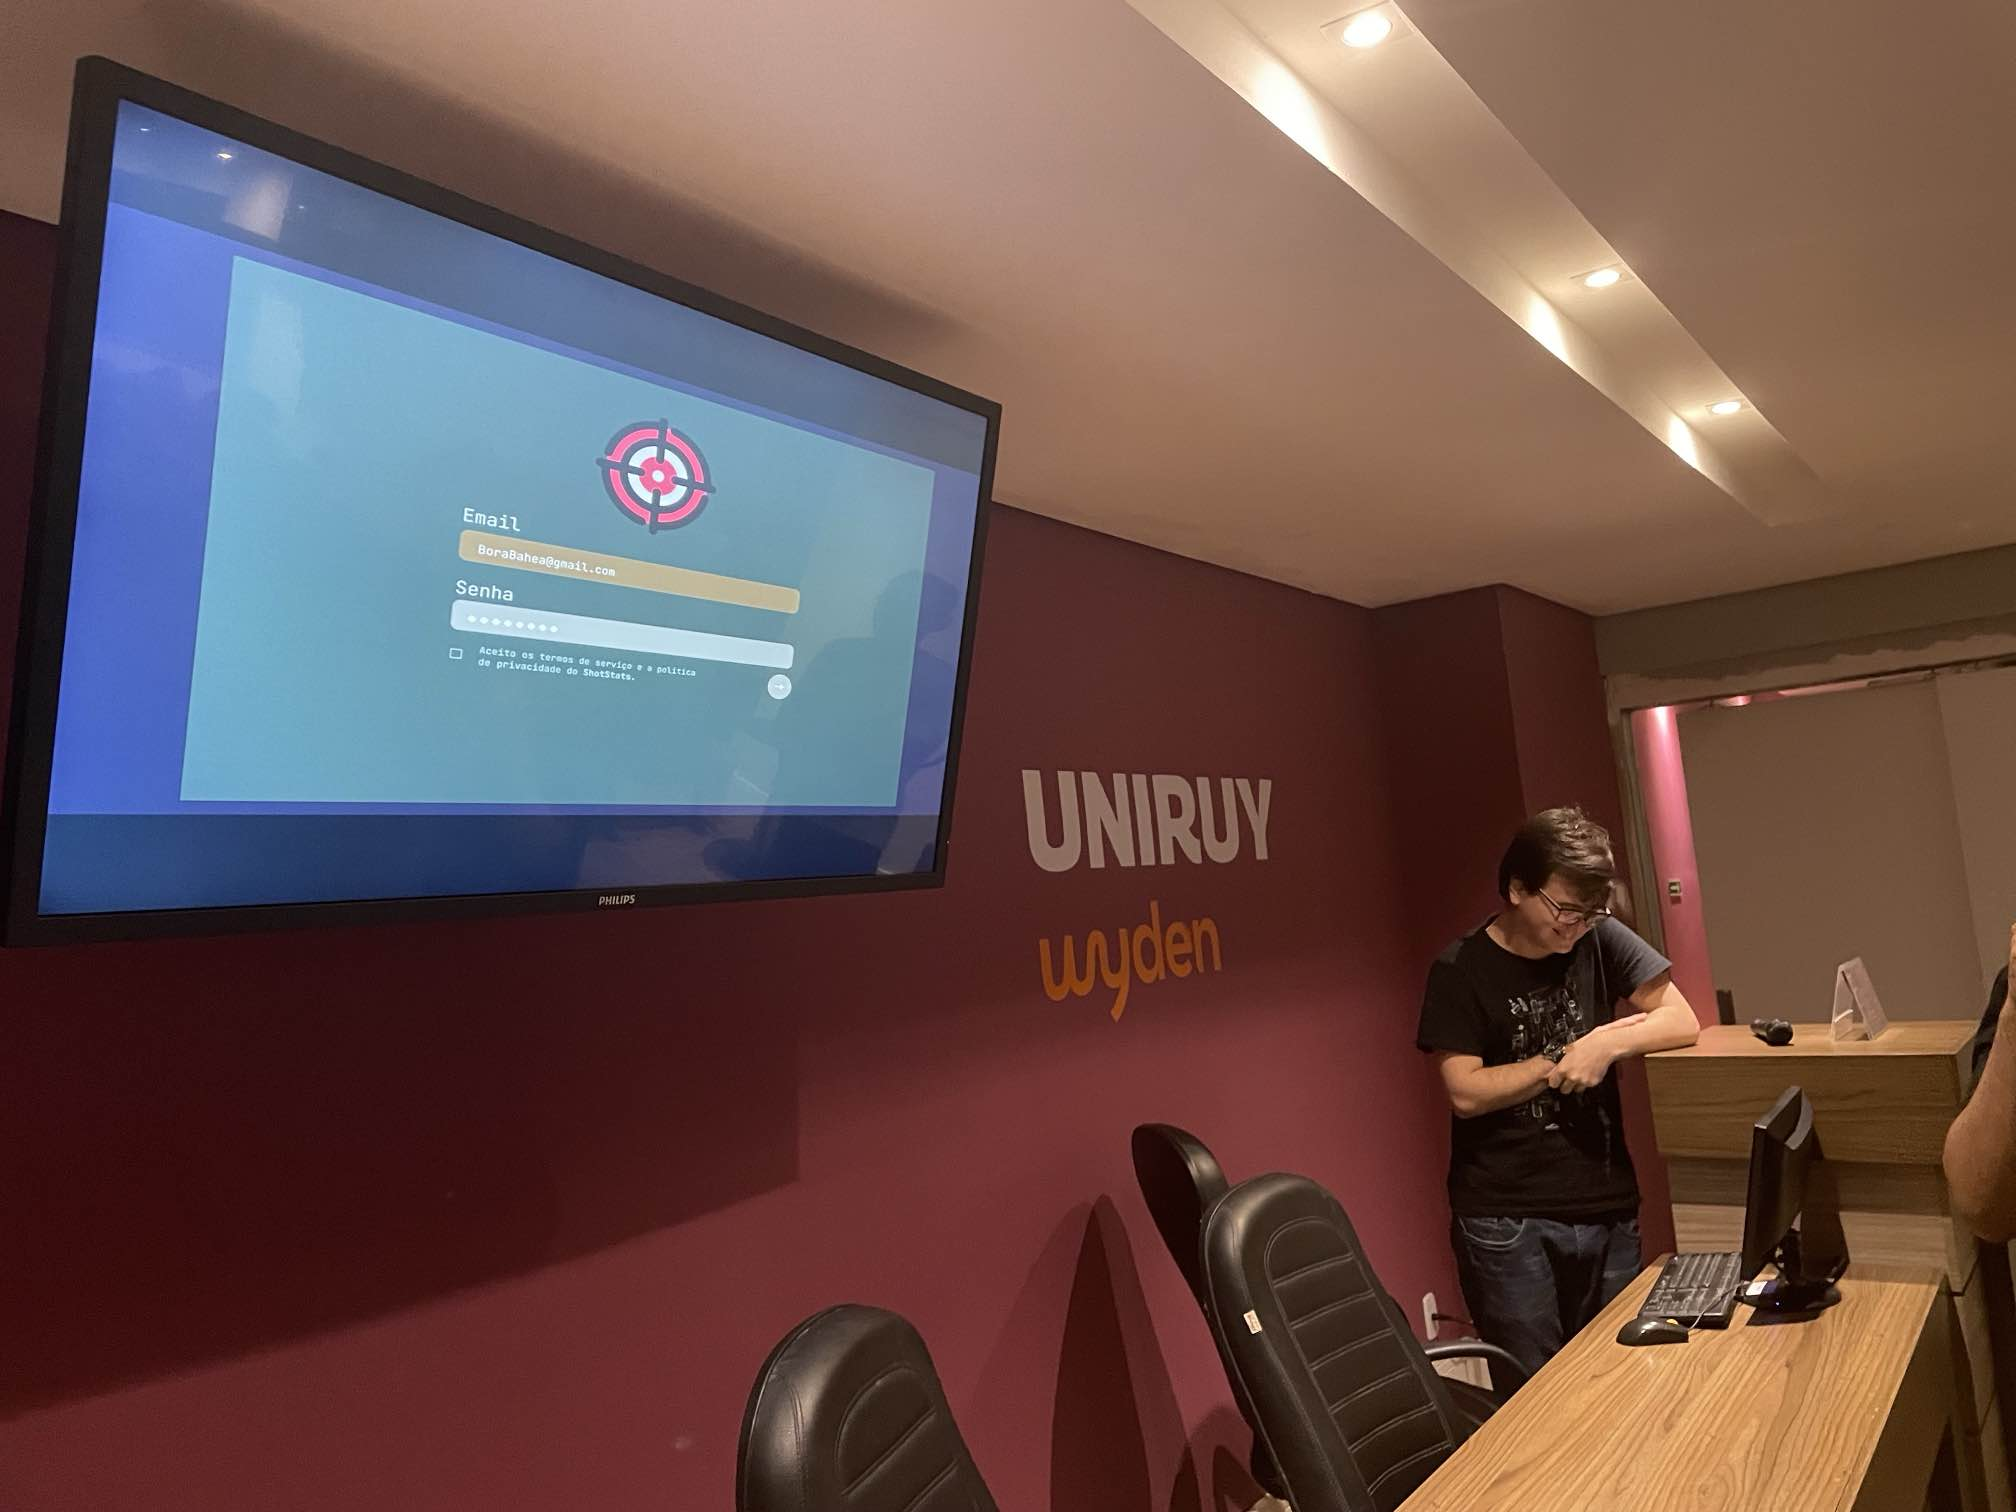 Email
BoraBahea@gmail.com
Senha
Aceito os termos de serviço e a política
de privacidade do ShotStats.
PHILIPS
UNIRUY
wyden